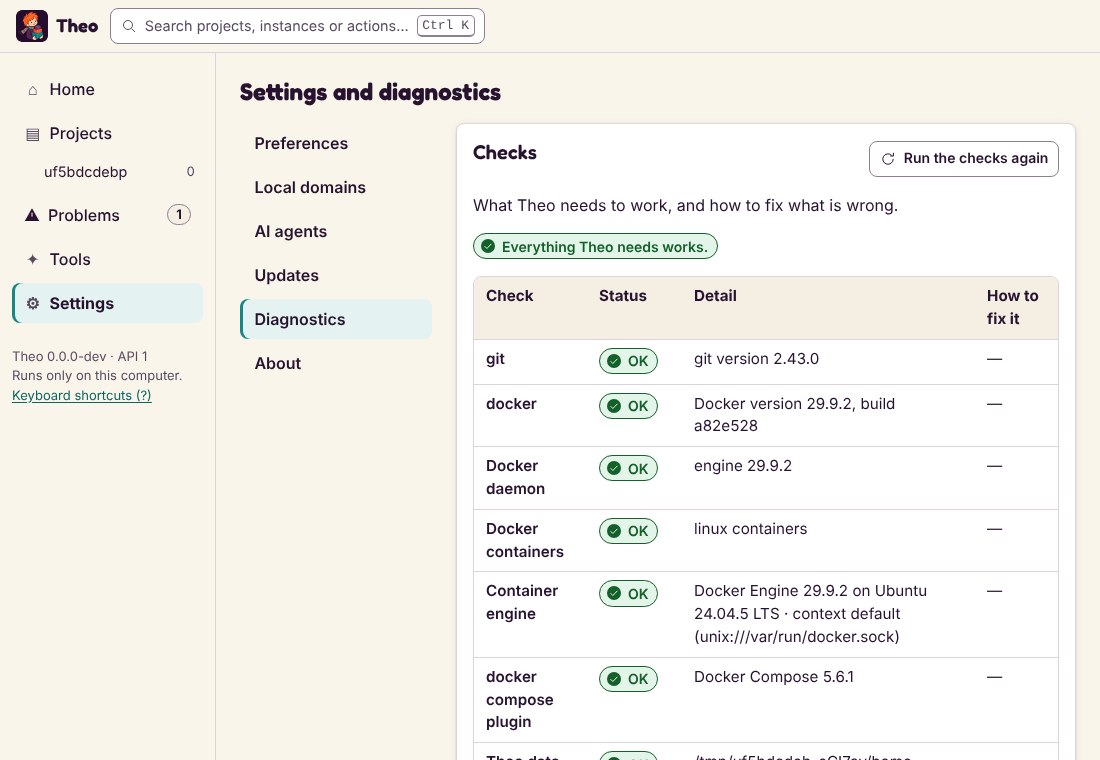 Theo
Search projects, instances or actions...
Ctrl K
Home
Projects
uf5bdcdebp 0
Problems 1
Tools
Settings
Theo 0.0.0-dev · API 1
Runs only on this computer.
Keyboard shortcuts (?)
Settings and diagnostics
Preferences
Local domains
AI agents
Updates
Diagnostics
About
Checks
Run the checks again
What Theo needs to work, and how to fix what is wrong.
Everything Theo needs works.
Check Status Detail How to
fix it
git OK git version 2.43.0 —
docker OK Docker version 29.9.2, build
a82e528 —
Docker
daemon OK engine 29.9.2 —
Docker
containers OK linux containers —
Container
engine OK Docker Engine 29.9.2 on Ubuntu
24.04.5 LTS · context default
(unix:///var/run/docker.sock) —
docker
compose
plugin OK Docker Compose 5.6.1 —